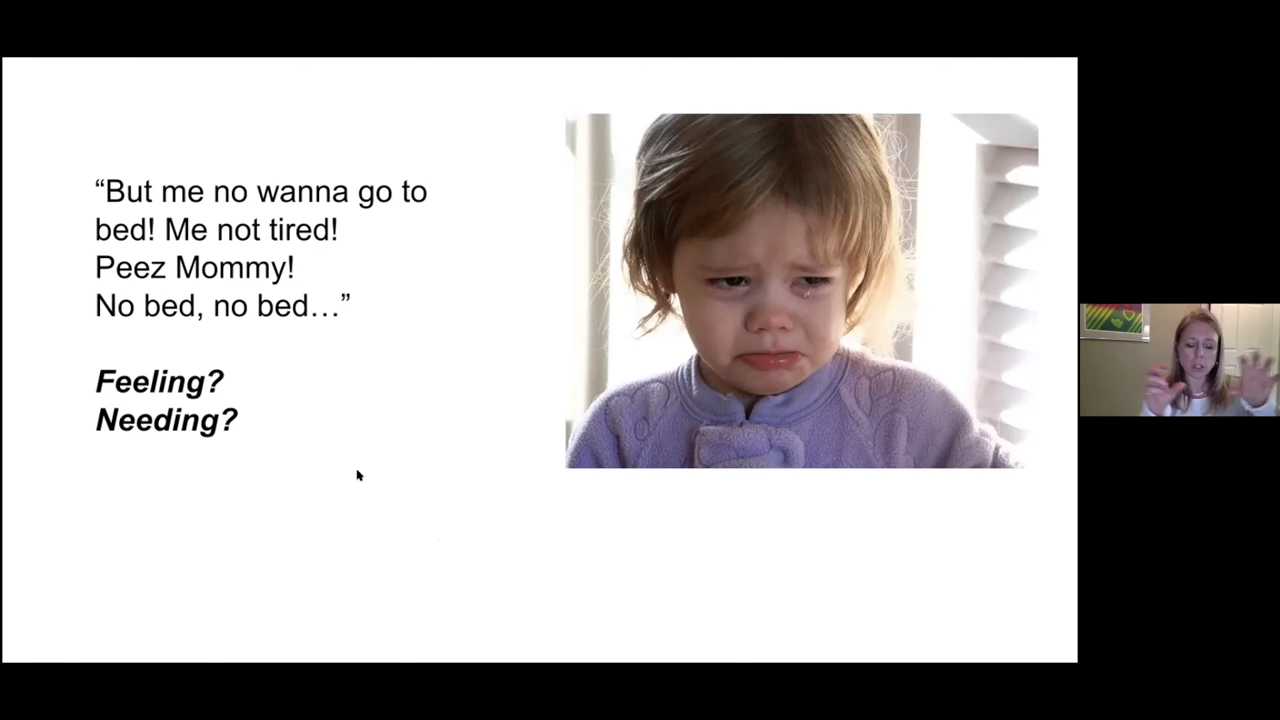 “But me no wanna go to
bed! Me not tired!
Peez Mommy!
No bed, no bed…”
Feeling?
Needing?